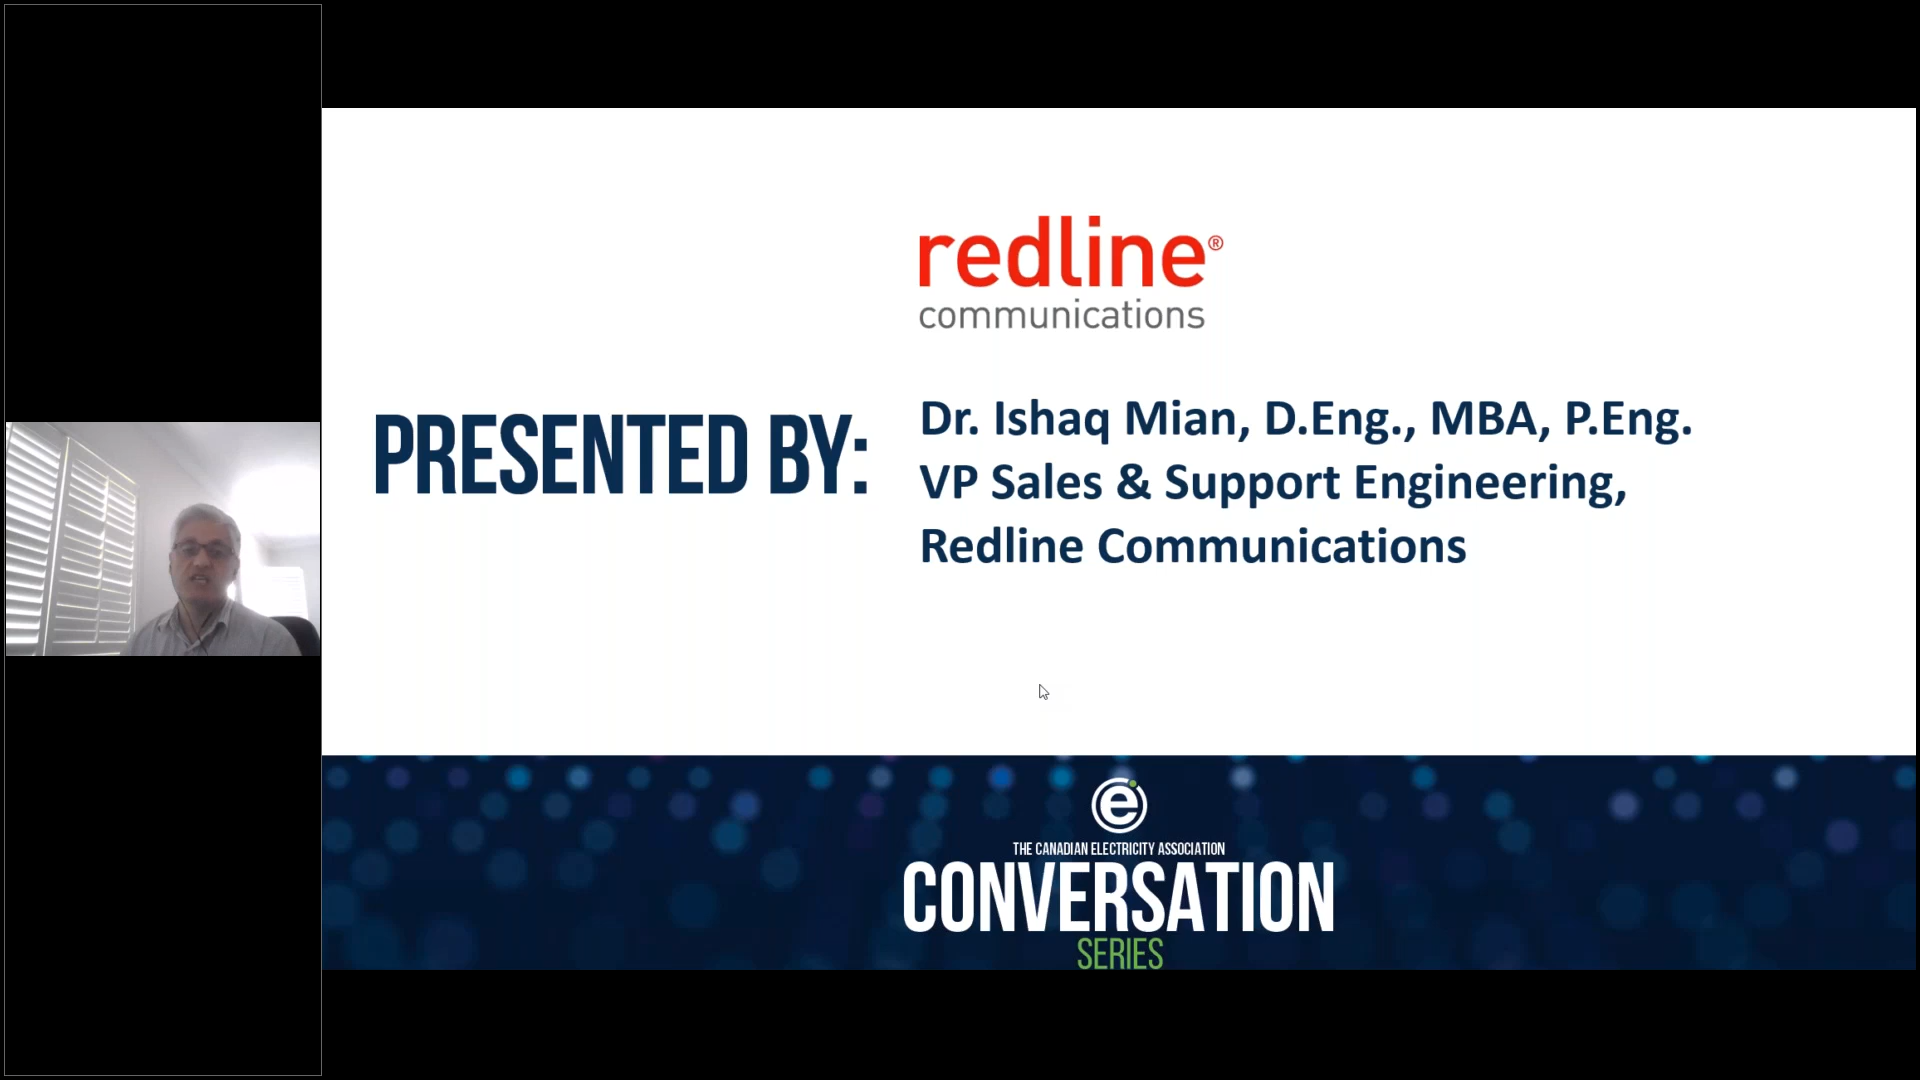 redline®
communications
PRESENTED BY:
Dr. Ishaq Mian, D.Eng., MBA, P.Eng.
VP Sales & Support Engineering,
Redline Communications
e
THE CANADIAN ELECTRICITY ASSOCIATION
CONVERSATION
SERIES